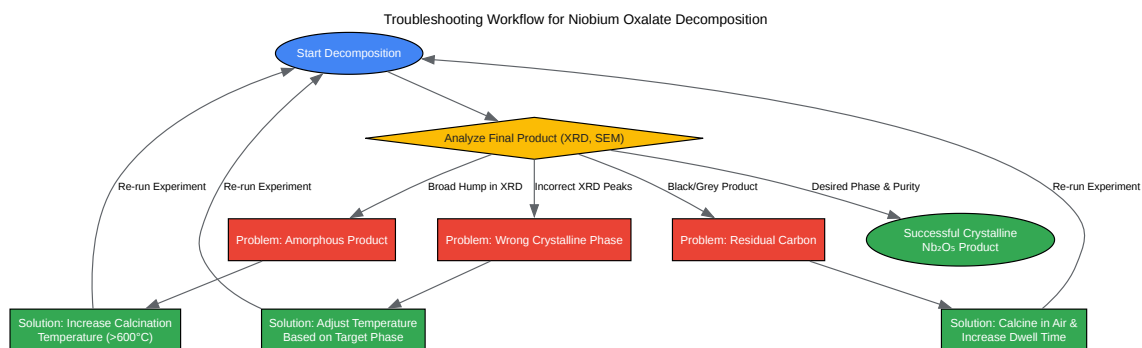 Troubleshooting Workflow for Niobium Oxalate Decomposition
Start Decomposition
Analyze Final Product (XRD, SEM)
Re-run Experiment
Re-run Experiment
Broad Hump in XRD
Incorrect XRD Peaks
Black/Grey Product
Desired Phase & Purity
Re-run Experiment
Problem: Amorphous Product
Problem: Wrong Crystalline Phase
Problem: Residual Carbon
Successful Crystalline
Nb₂O₅ Product
Solution: Increase Calcination
Temperature (>600°C)
Solution: Adjust Temperature
Based on Target Phase
Solution: Calcine in Air &
Increase Dwell Time